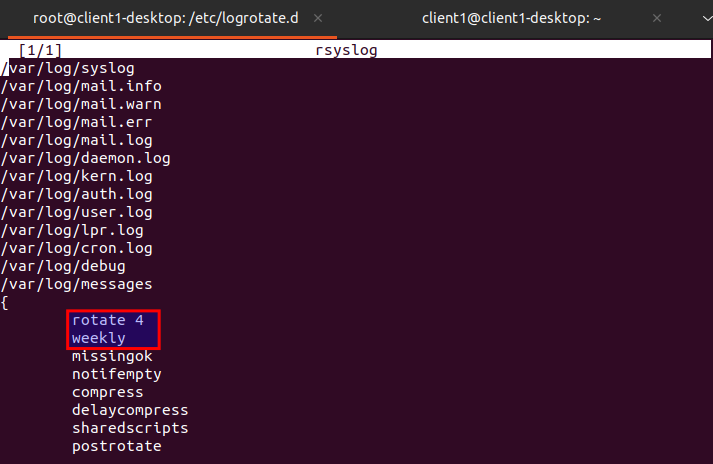 root@client1-desktop: /etc/logrotate.d × client1@client1-desktop: ~ ×
[1/1] rsyslog
/var/log/syslog
/var/log/mail.info
/var/log/mail.warn
/var/log/mail.err
/var/log/mail.log
/var/log/daemon.log
/var/log/kern.log
/var/log/auth.log
/var/log/user.log
/var/log/lpr.log
/var/log/cron.log
/var/log/debug
/var/log/messages
{
rotate 4
weekly
missingok
notifempty
compress
delaycompress
sharedscripts
postrotate